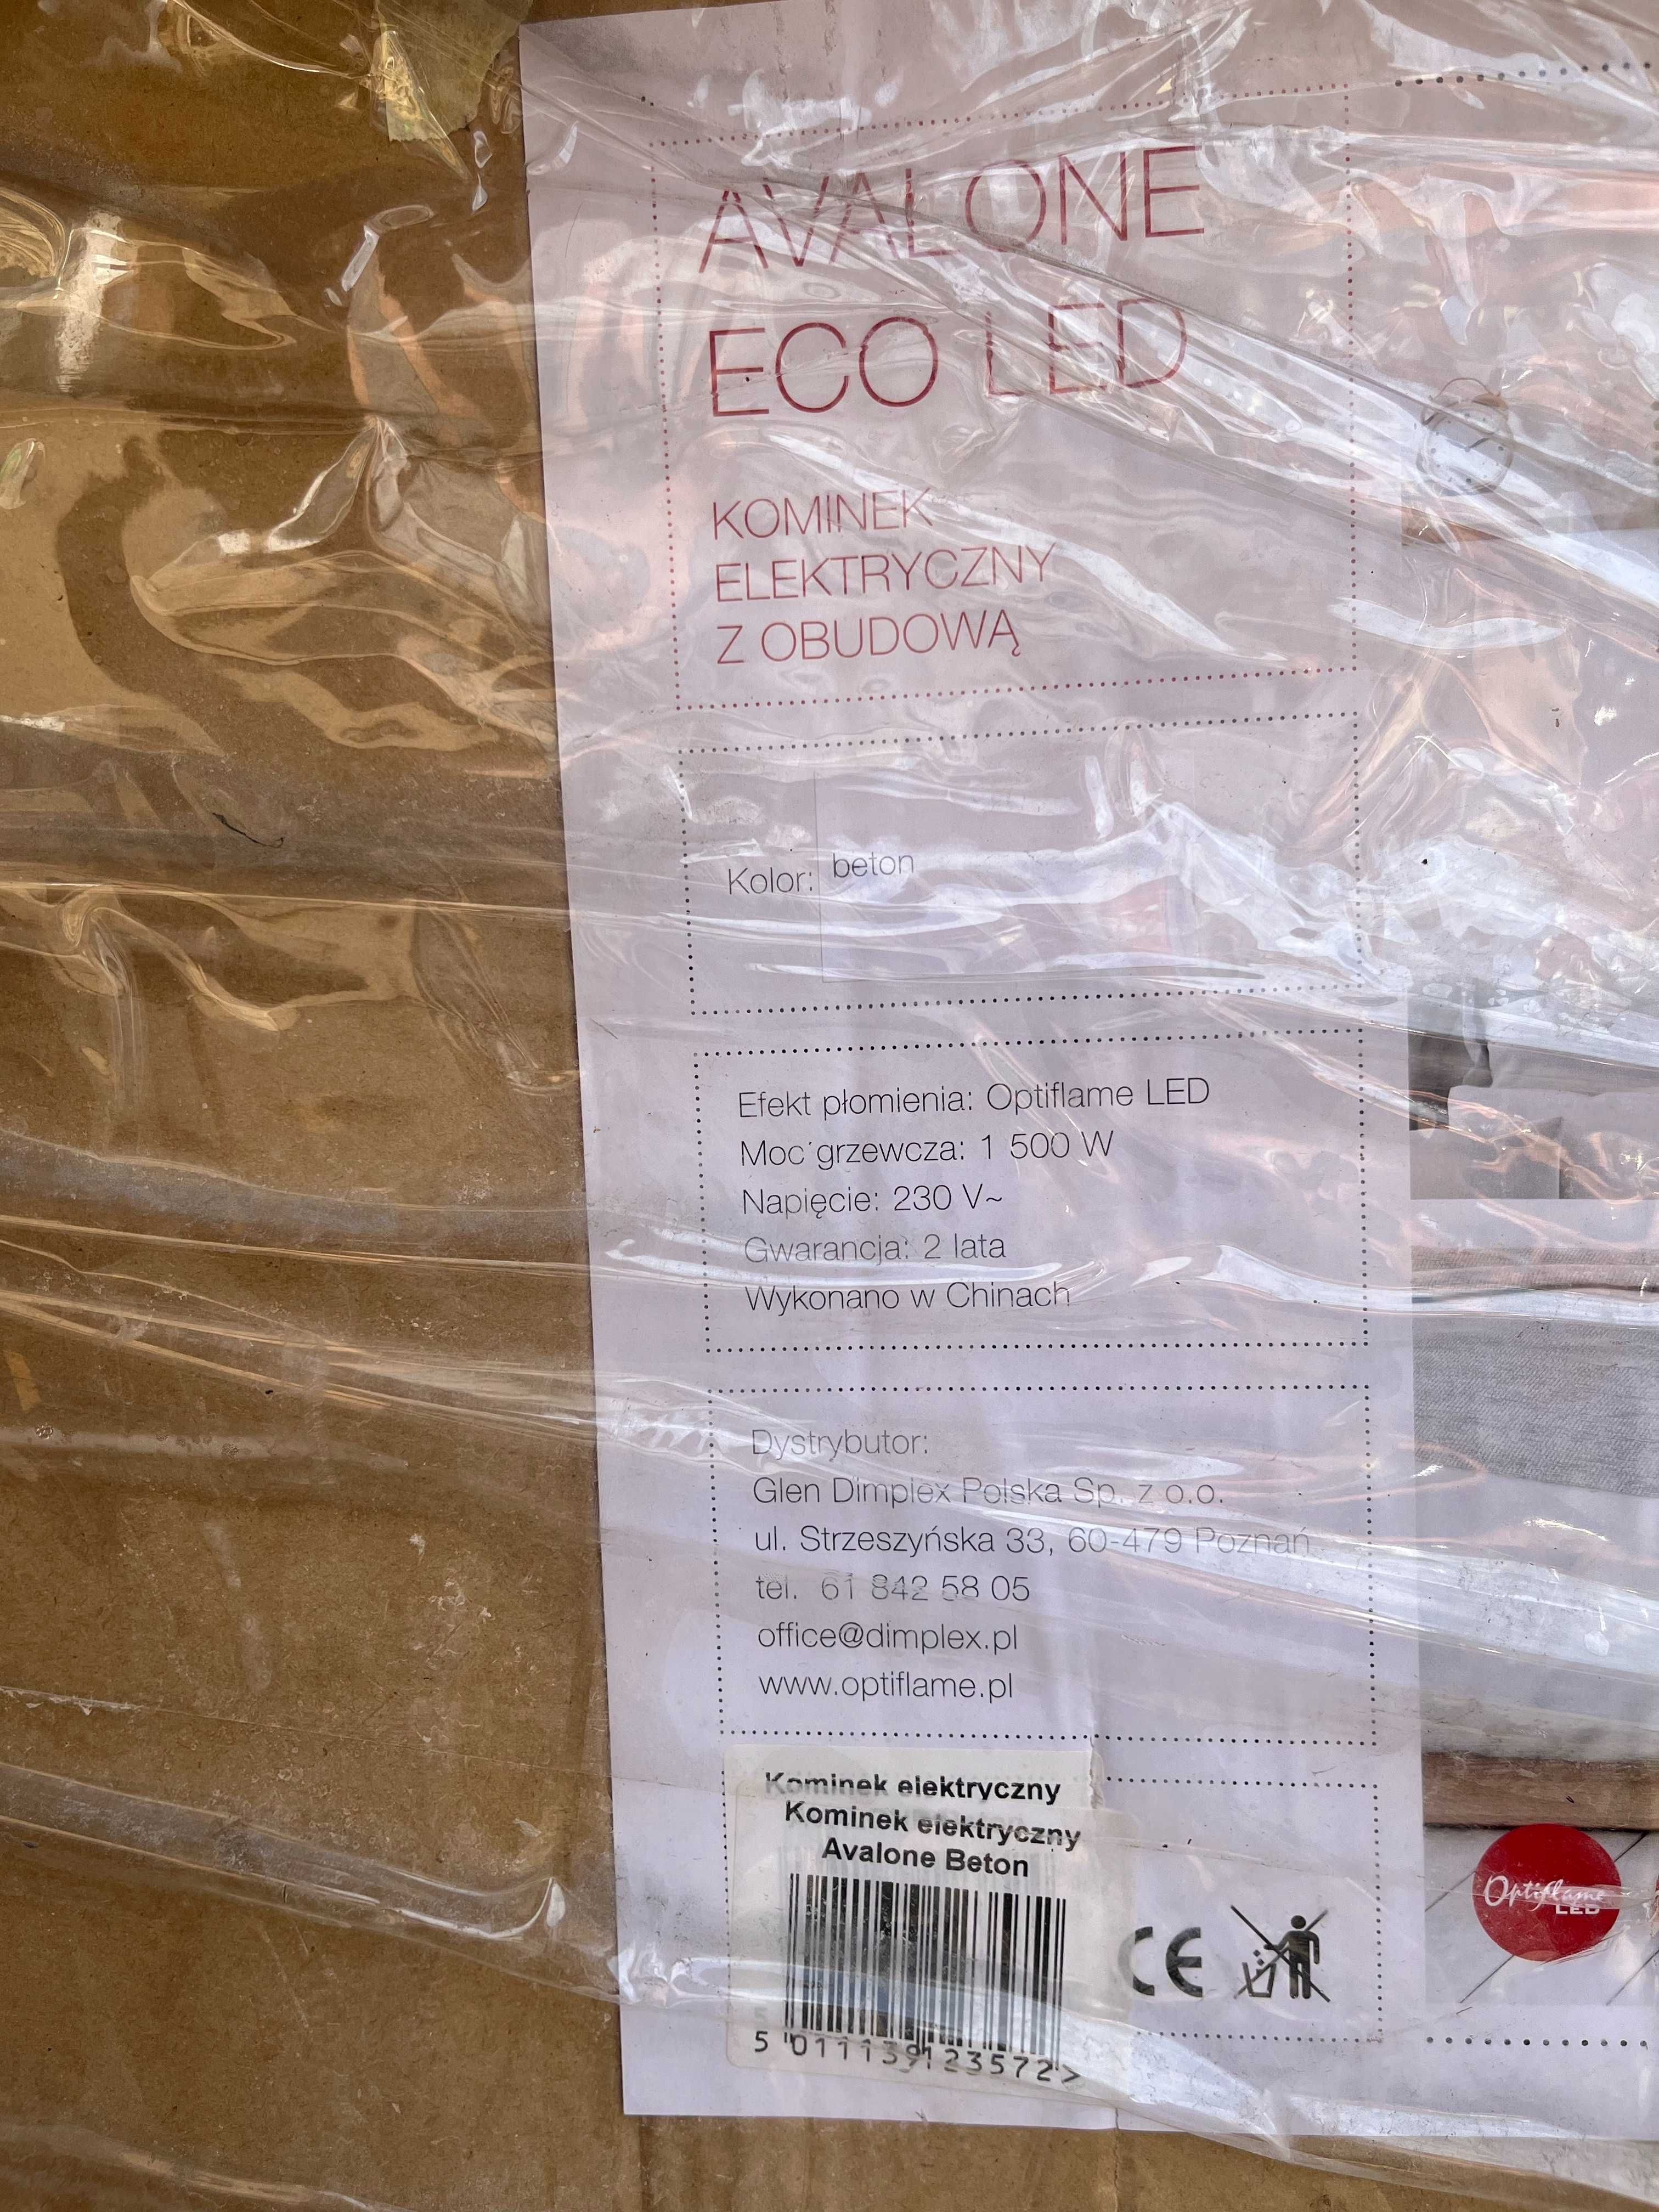 AVALONE
ECO LED
KOMINEK
ELEKTRYCZNY
Z OBUDOWĄ
Kolor: beton
Efekt płomienia: Optiflame LED
Moc grzewcza: 1 500 W
Napięcie: 230 V~
Gwarancja: 2 lata
Wykonano w Chinach
Dystrybutor:
Glen Dimplex Polska Sp. z o.o.
ul. Strzeszyńska 33, 60-479 Poznań
tel. 61 842 58 05
office@dimplex.pl
www.optiflame.pl
Kominek elektryczny
Kominek elektryczny
Avalone Beton
5 011139123572>
CE
Optiflame
LED